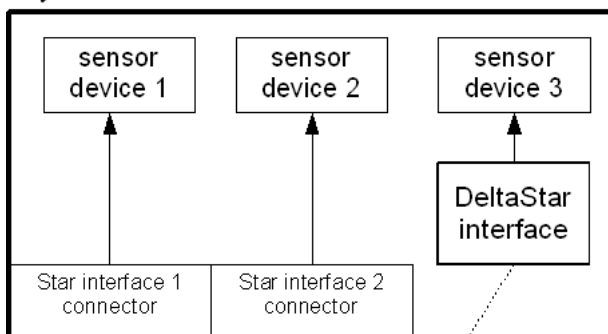 sensor
device 1
sensor
device 2
sensor
device 3
DeltaStar
interface
Star interface 1
connector
Star interface 2
connector